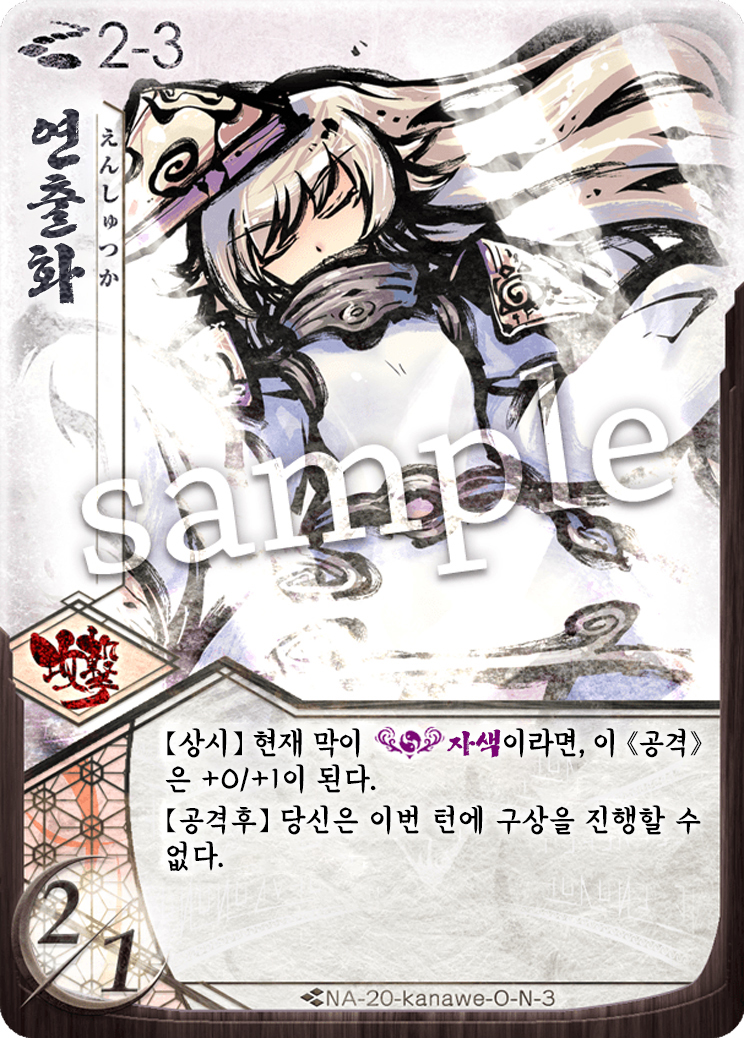 2-3
연출화
えんしゅつか
sample
攻撃
【상시】 현재 막이 자색이라면, 이 《공격》
은 +0/+1이 된다.
【공격후】 당신은 이번 턴에 구상을 진행할 수
없다.
2/1
NA-20-kanawe-O-N-3